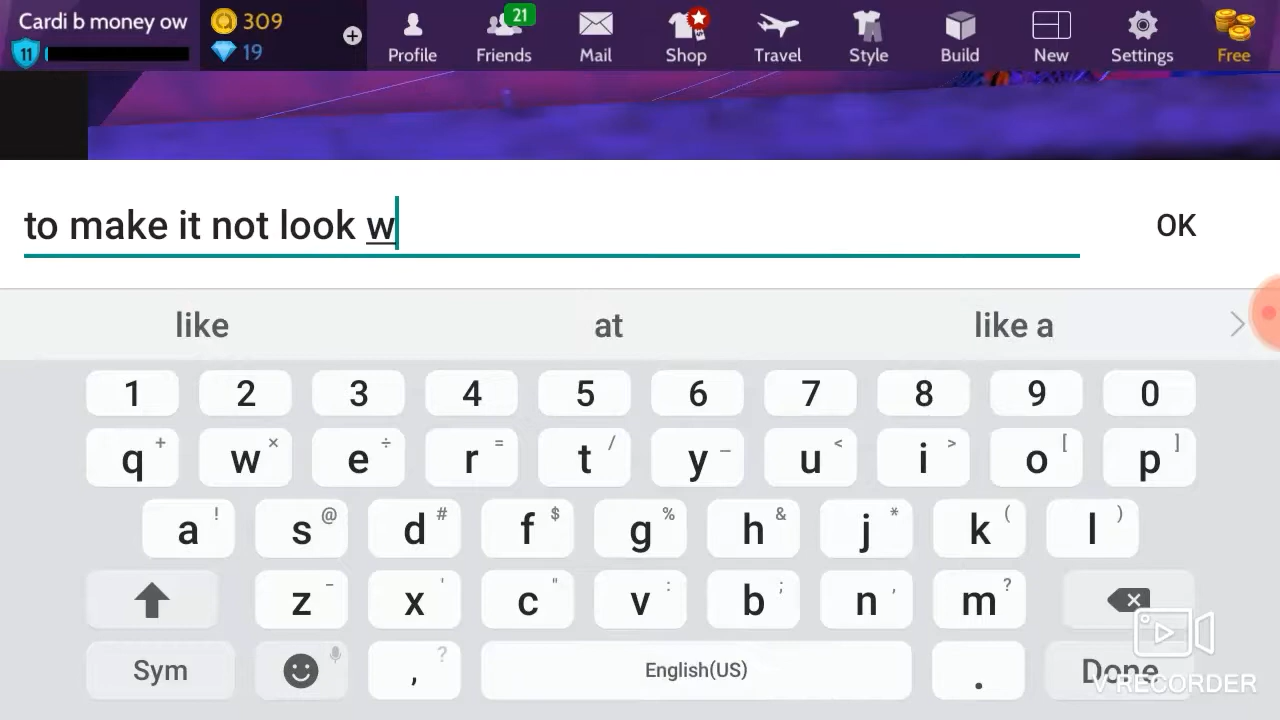 Cardi b money ow 309 21
11 19 + Profile Friends Mail Shop Travel Style Build New Settings Free
to make it not look w OK
like at like a
1 2 3 4 5 6 7 8 9 0
q + w × e ÷ r = t / y _ u < i > o [ p ]
a ! s @ d # f $ g % h & j * k ( l )
z - x ' c " v : b ; n , m ?
Sym , ? English(US) . Done
V RECORDER